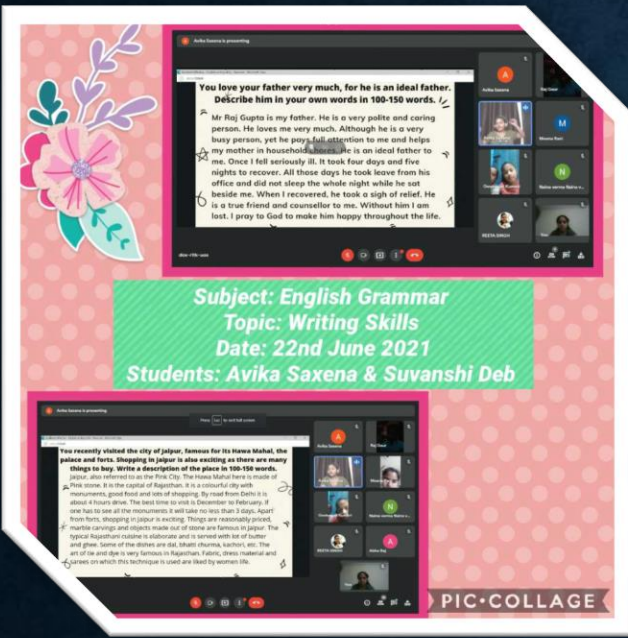 Avika Saxena is presenting
You love your father very much, for he is an ideal father.
Describe him in your own words in 100-150 words.
Mr Raj Gupta is my father. He is a very polite and caring
person. He loves me very much. Although he is a very
busy person, yet he pays full attention to me and helps
my mother in household chores. He is an ideal father to
me. Once I fell seriously ill. It took four days and five
nights to recover. All those days he took leave from his
office and did not sleep the whole night while he sat
beside me. When I recovered, he took a sigh of relief. He
is a true friend and counsellor to me. Without him I am
lost. I pray to God to make him happy throughout the life.
A
Avika Saxena
Raj Gaur
M
N
Naina verma Naina v...
REETA SINGH
Subject: English Grammar
Topic: Writing Skills
Date: 22nd June 2021
Students: Avika Saxena & Suvanshi Deb
Avika Saxena is presenting
Press esc to exit full screen
You recently visited the city of Jaipur, famous for its Hawa Mahal, the
palace and forts. Shopping in Jaipur is also exciting as there are many
things to buy. Write a description of the place in 100-150 words.
Jaipur, also referred to as the Pink City. The Hawa Mahal here is made of
Pink stone. It is the capital of Rajasthan. It is a colourful city with
monuments, good food and lots of shopping. By road from Delhi it is
about 4 hours drive. The best time to visit is December to February. If
one has to see all the monuments it will take no less than 3 days. Apart
from forts, shopping in Jaipur is exciting. Things are reasonably priced,
marble carvings and objects made out of stone are famous in Jaipur. The
typical Rajasthani cuisine is elaborate and is served with lot of butter
and ghee. Some of the dishes are dal, bhatti churma, kachori, etc. The
art of tie and dye is very famous in Rajasthan. Fabric, dress material and
sarees on which this technique is used are liked by women life.
A
Avika Saxena
Raj Gaur
N
Naina verma Naina v...
REETA SINGH
A
PIC•COLLAGE